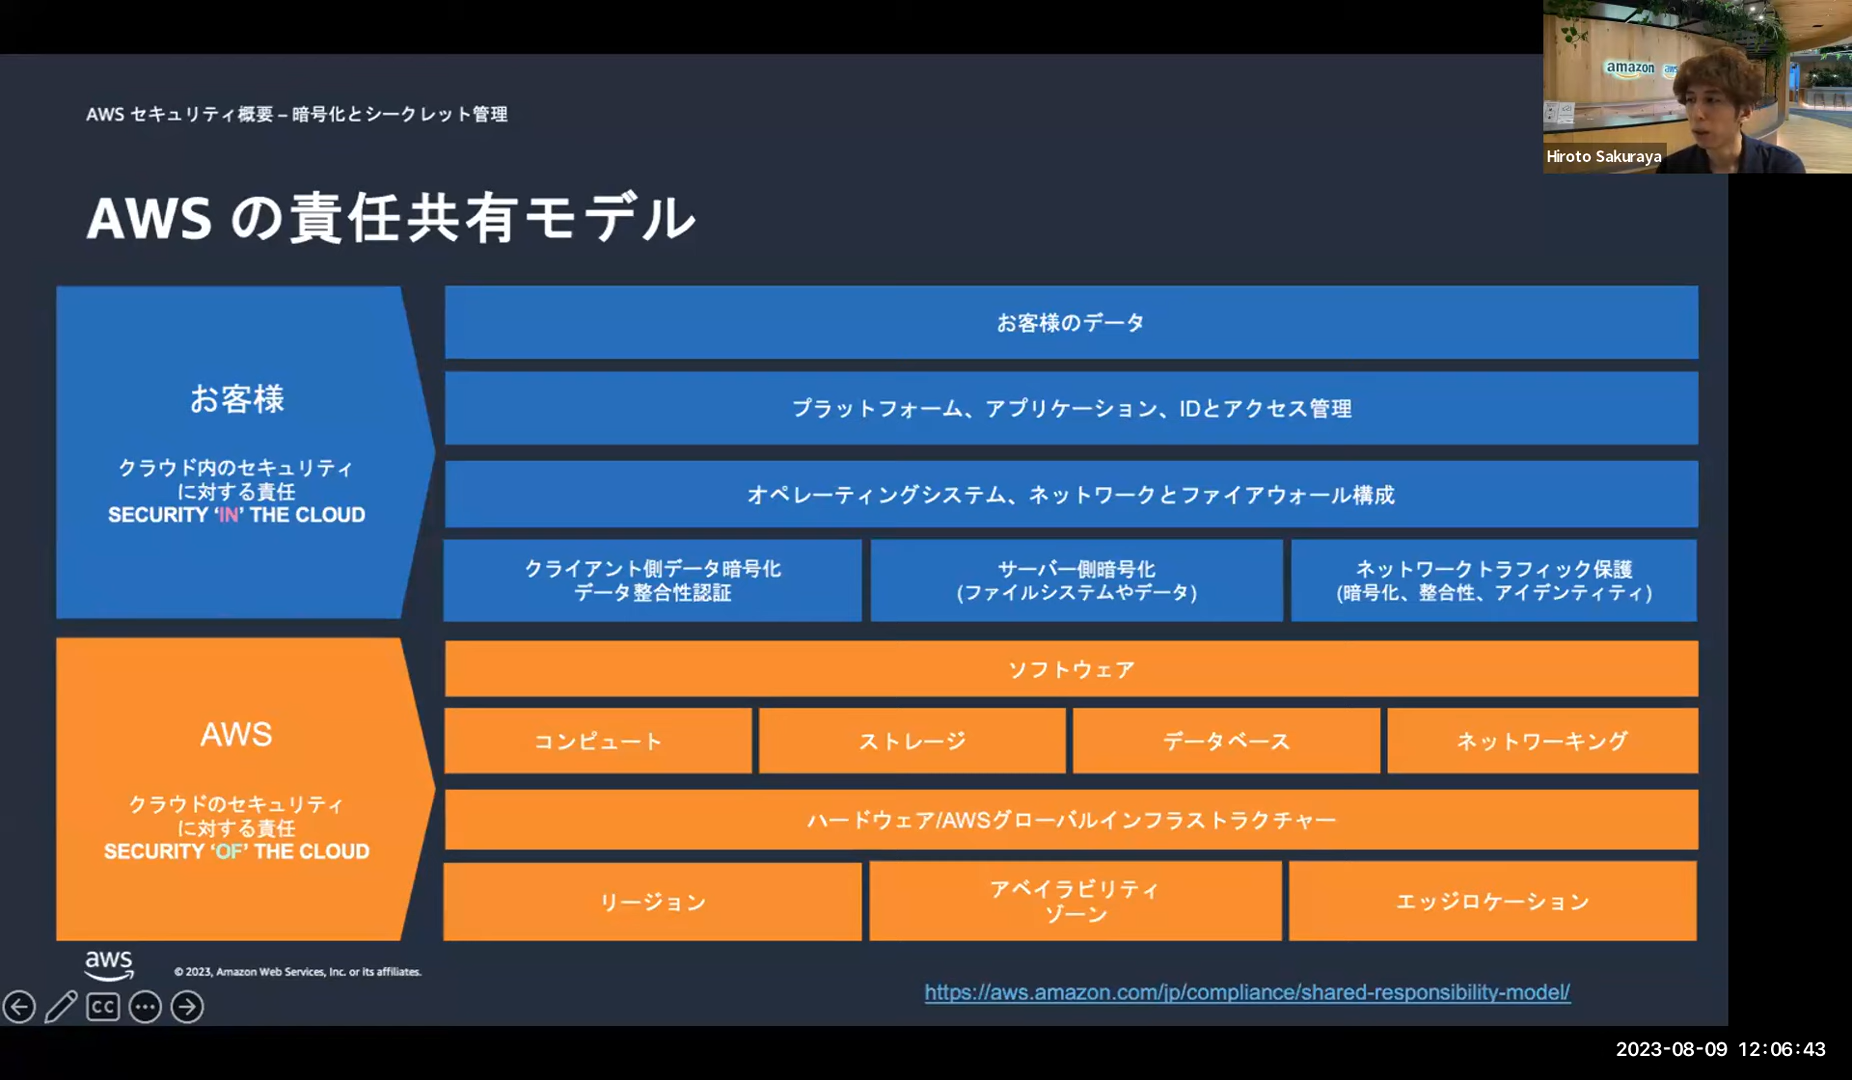 amazon
Hiroto Sakuraya
AWS セキュリティ概要 – 暗号化とシークレット管理
AWS の責任共有モデル
お客様
クラウド内のセキュリティ
に対する責任
SECURITY ‘IN’ THE CLOUD
お客様のデータ
プラットフォーム、アプリケーション、IDとアクセス管理
オペレーティングシステム、ネットワークとファイアウォール構成
クライアント側データ暗号化
データ整合性認証
サーバー側暗号化
(ファイルシステムやデータ)
ネットワークトラフィック保護
(暗号化、整合性、アイデンティティ)
AWS
クラウドのセキュリティ
に対する責任
SECURITY ‘OF’ THE CLOUD
ソフトウェア
コンピュート
ストレージ
データベース
ネットワーキング
ハードウェア/AWSグローバルインフラストラクチャー
リージョン
アベイラビリティ
ゾーン
エッジロケーション
aws
© 2023, Amazon Web Services, Inc. or its affiliates.
https://aws.amazon.com/jp/compliance/shared-responsibility-model/
CC
2023-08-09 12:06:43